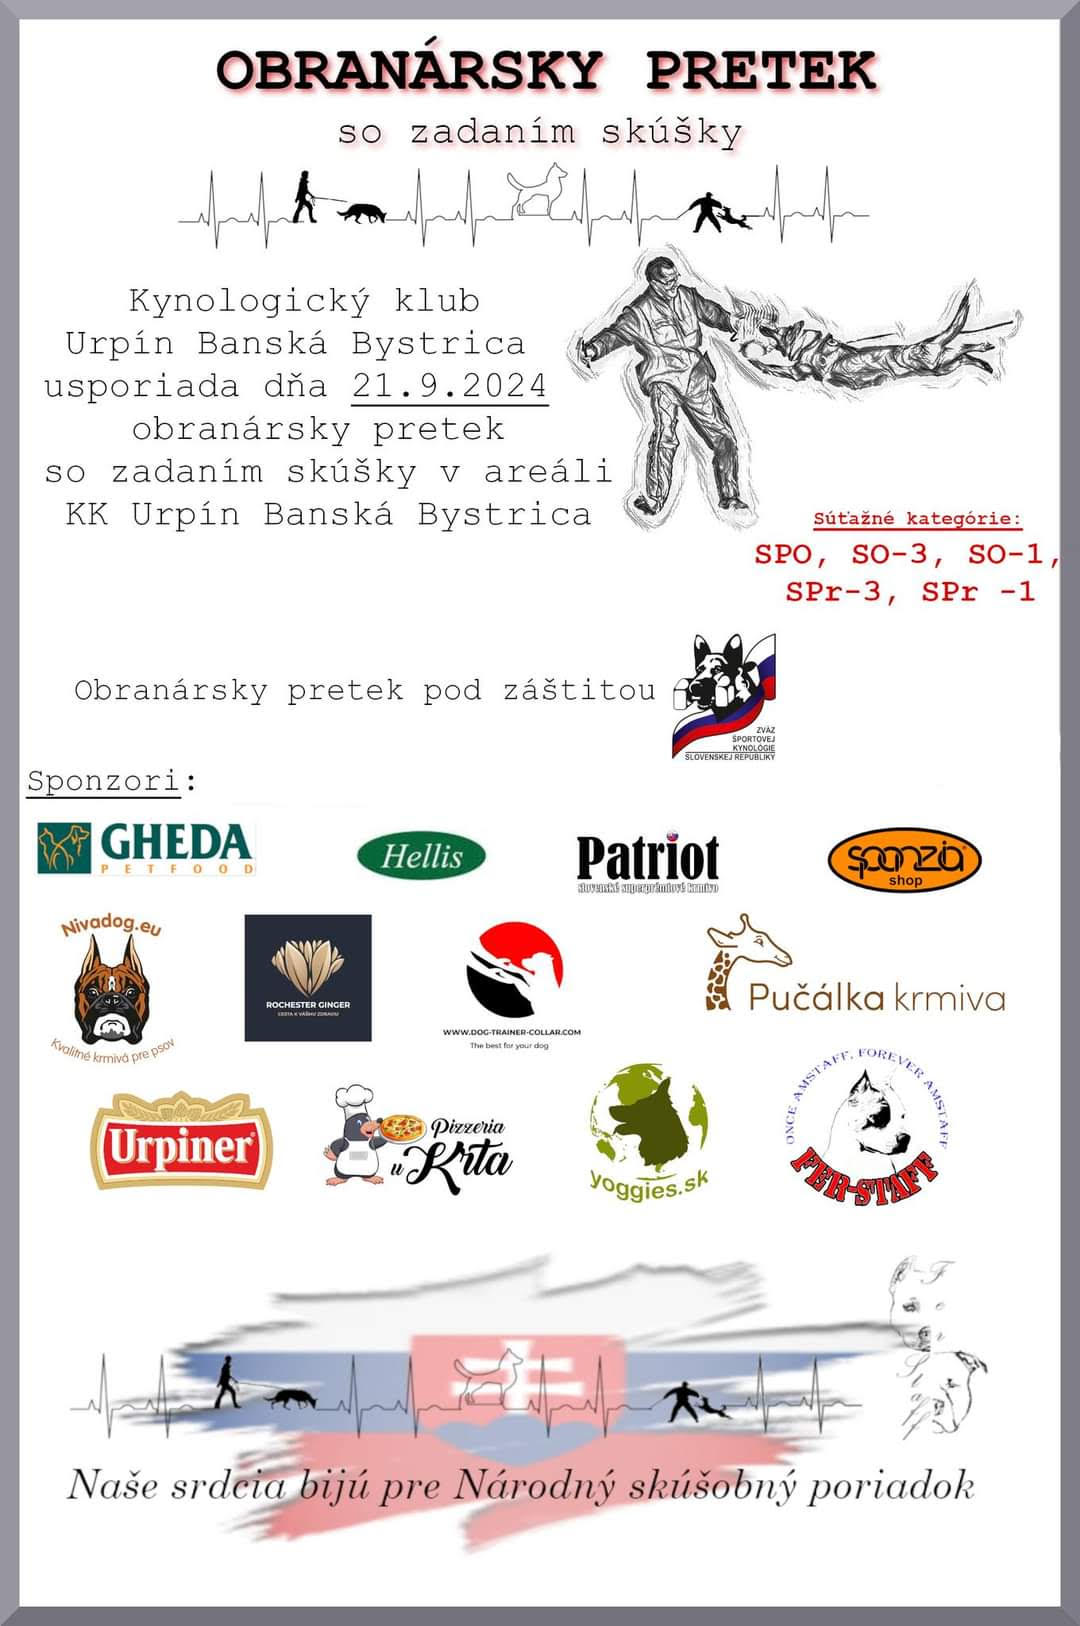 OBRANÁRSKY PRETEK
so zadaním skúšky
Kynologický klub
Urpín Banská Bystrica
usporiada dňa 21.9.2024
obranársky pretek
so zadaním skúšky v areáli
KK Urpín Banská Bystrica
Súťažné kategórie:
SPO, SO-3, SO-1,
SPr-3, SPr -1
Obranársky pretek pod záštitou
ZVÄZ
ŠPORTOVEJ
KYNOLÓGIE
SLOVENSKEJ REPUBLIKY
Sponzori:
GHEDA
PETFOOD
Hellis
Patriot
slovenské superprémiové krmivo
sponzia
shop
Nivadog.eu
Kvalitné krmivá pre psov
ROCHESTER GINGER
CESTA K VÁŠMU ZDRAVIU
WWW.DOG-TRAINER-COLLAR.COM
The best for your dog
Pučálka krmiva
Urpiner
Pizzeria
u Krta
yoggies.sk
ONCE AMSTAFF, FOREVER AMSTAFF
FER-STAFF
Naše srdcia bijú pre Národný skúšobný poriadok